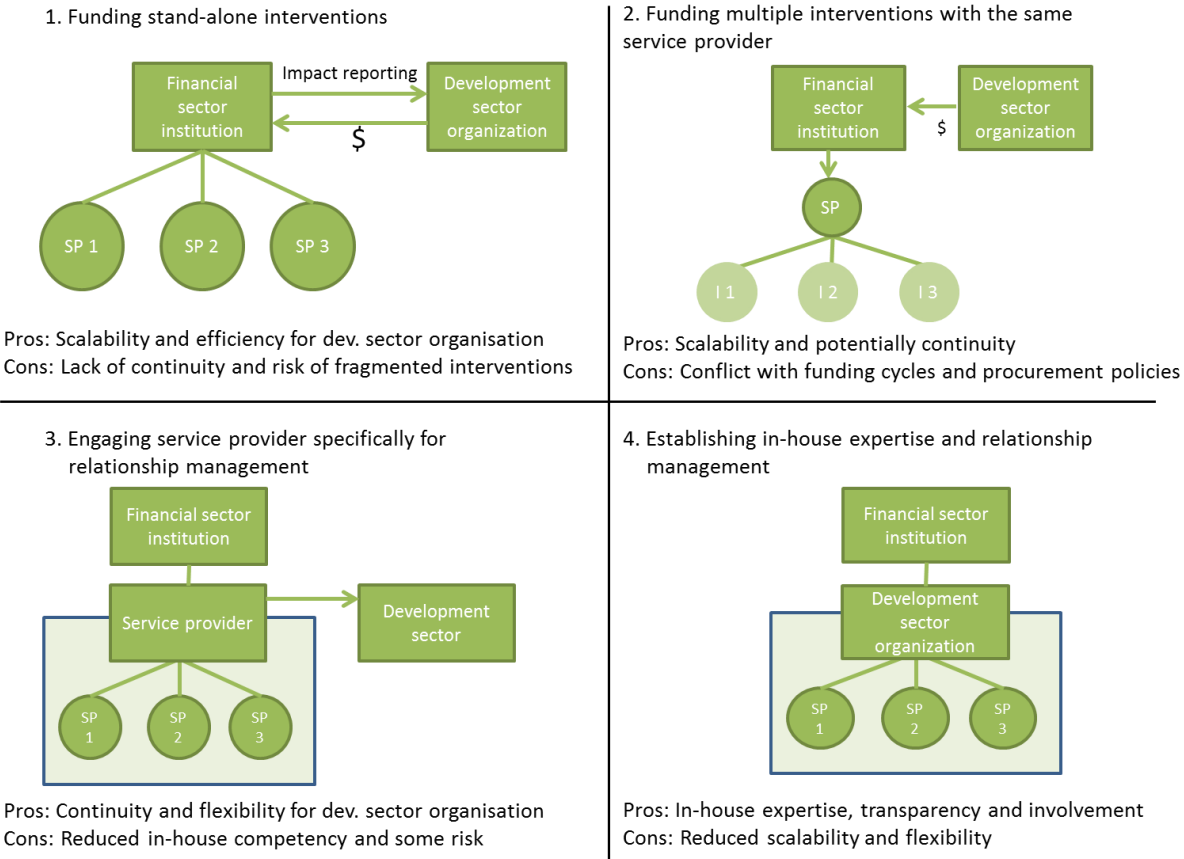 1. Funding stand-alone interventions
Financial
sector
institution
Impact reporting
$
Development
sector
organization
SP 1
SP 2
SP 3
Pros: Scalability and efficiency for dev. sector organisation
Cons: Lack of continuity and risk of fragmented interventions
2. Funding multiple interventions with the same
service provider
Financial
sector
institution
$
Development
sector
organization
SP
I 1
I 2
I 3
Pros: Scalability and potentially continuity
Cons: Conflict with funding cycles and procurement policies
3. Engaging service provider specifically for
relationship management
Financial sector
institution
Service provider
Development
sector
SP
1
SP
2
SP
3
Pros: Continuity and flexibility for dev. sector organisation
Cons: Reduced in-house competency and some risk
4. Establishing in-house expertise and relationship
management
Financial sector
institution
Development
sector
organization
SP
1
SP
2
SP
3
Pros: In-house expertise, transparency and involvement
Cons: Reduced scalability and flexibility